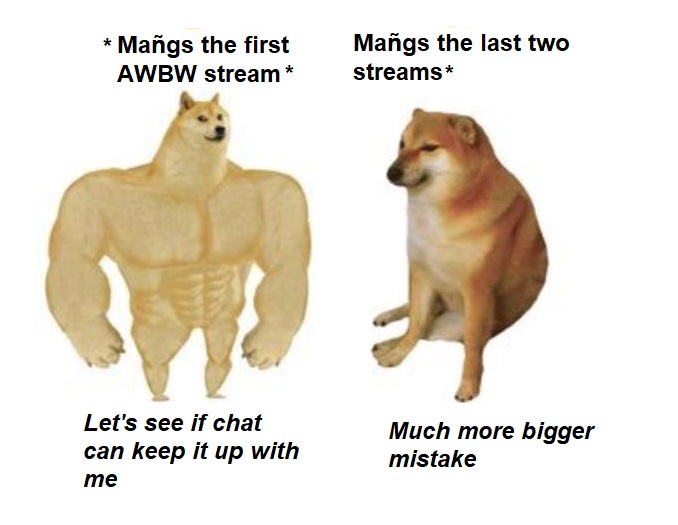 * Mañgs the first
AWBW stream *
Mañgs the last two
streams*
Let's see if chat
can keep it up with
me
Much more bigger
mistake